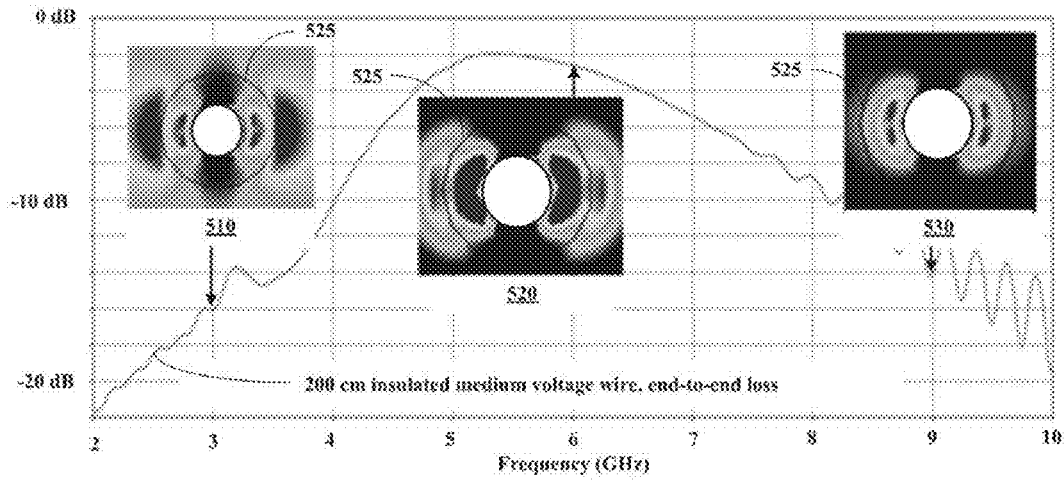 0 dB
525
525
525
-10 dB
510
520
530
-20 dB
200 cm insulated medium voltage wire, end-to-end loss
2 3 4 5 6 7 8 9 10
Frequency (GHz)